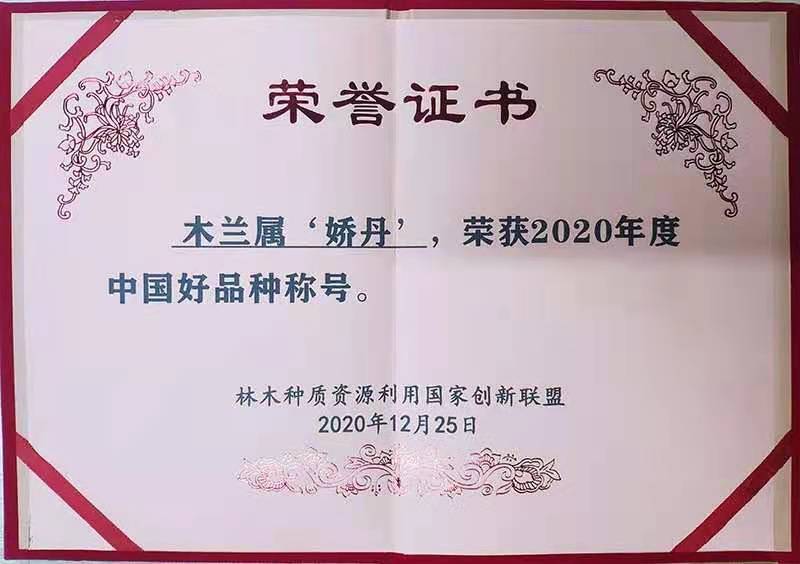 荣誉证书
木兰属‘娇丹’，荣获2020年度
中国好品种称号。
林木种质资源利用国家创新联盟
2020年12月25日